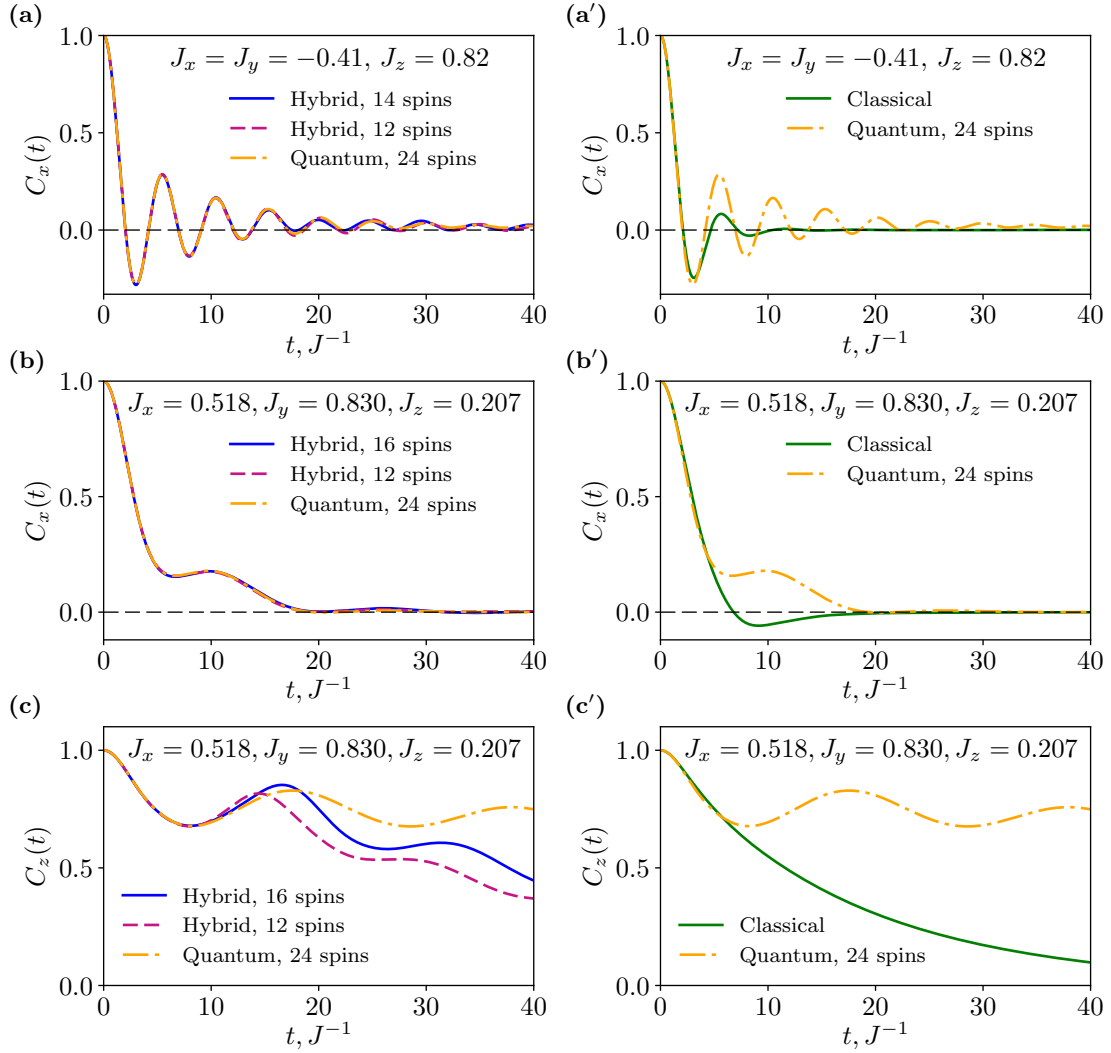 (a)
J_x = J_y = −0.41, J_z = 0.82
Hybrid, 14 spins
Hybrid, 12 spins
Quantum, 24 spins
C_x(t)
1.0
0.5
0.0
0 10 20 30 40
t, J⁻¹
(a′)
J_x = J_y = −0.41, J_z = 0.82
Classical
Quantum, 24 spins
C_x(t)
1.0
0.5
0.0
0 10 20 30 40
t, J⁻¹
(b)
J_x = 0.518, J_y = 0.830, J_z = 0.207
Hybrid, 16 spins
Hybrid, 12 spins
Quantum, 24 spins
C_x(t)
1.0
0.5
0.0
0 10 20 30 40
t, J⁻¹
(b′)
J_x = 0.518, J_y = 0.830, J_z = 0.207
Classical
Quantum, 24 spins
C_x(t)
1.0
0.5
0.0
0 10 20 30 40
t, J⁻¹
(c)
J_x = 0.518, J_y = 0.830, J_z = 0.207
Hybrid, 16 spins
Hybrid, 12 spins
Quantum, 24 spins
C_z(t)
1.0
0.5
0.0
0 10 20 30 40
t, J⁻¹
(c′)
J_x = 0.518, J_y = 0.830, J_z = 0.207
Classical
Quantum, 24 spins
C_z(t)
1.0
0.5
0.0
0 10 20 30 40
t, J⁻¹